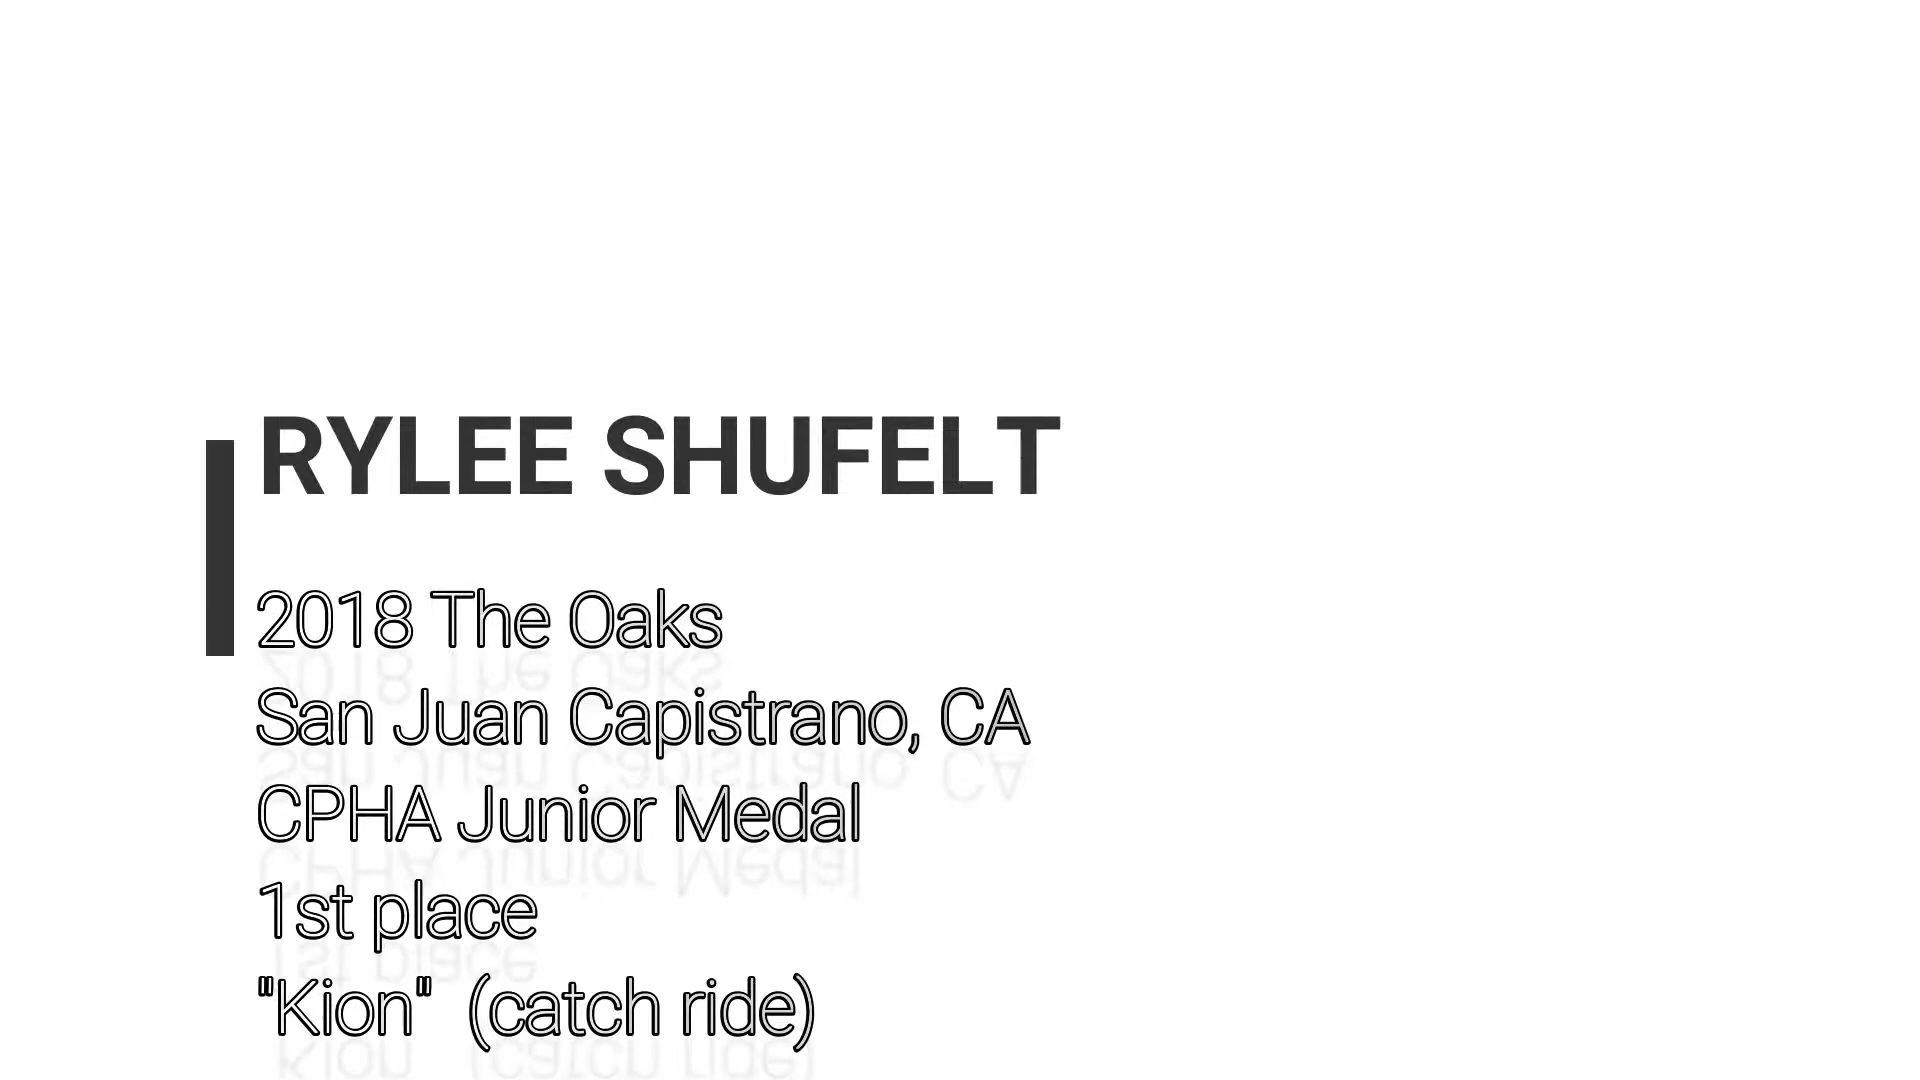 RYLEE SHUFELT
2018 The Oaks
San Juan Capistrano, CA
CPHA Junior Medal
1st place
"Kion" (catch ride)